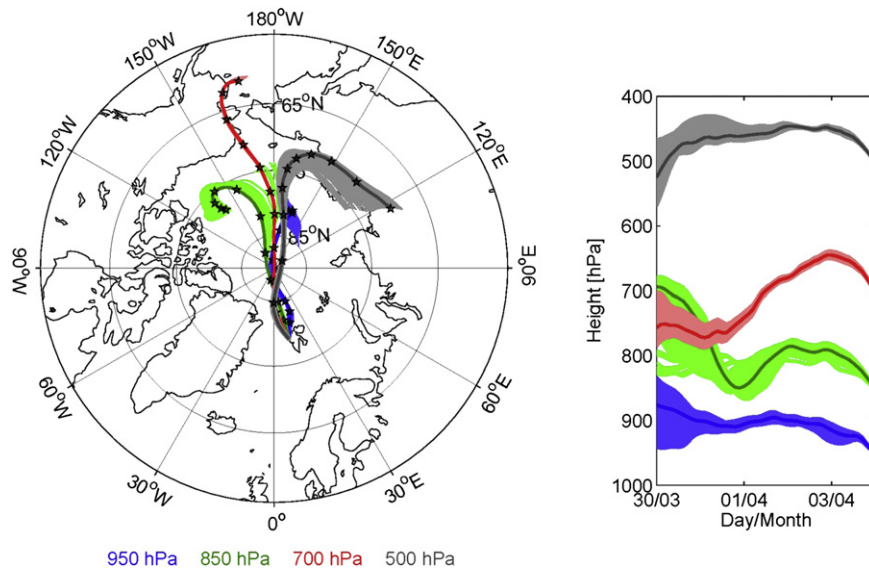 180°W
150°W
150°E
120°W
120°E
65°N
85°N
90°W
90°E
60°W
60°E
30°W
30°E
0°
950 hPa 850 hPa 700 hPa 500 hPa
400
500
600
700
800
900
1000
Height [hPa]
30/03 01/04 03/04
Day/Month